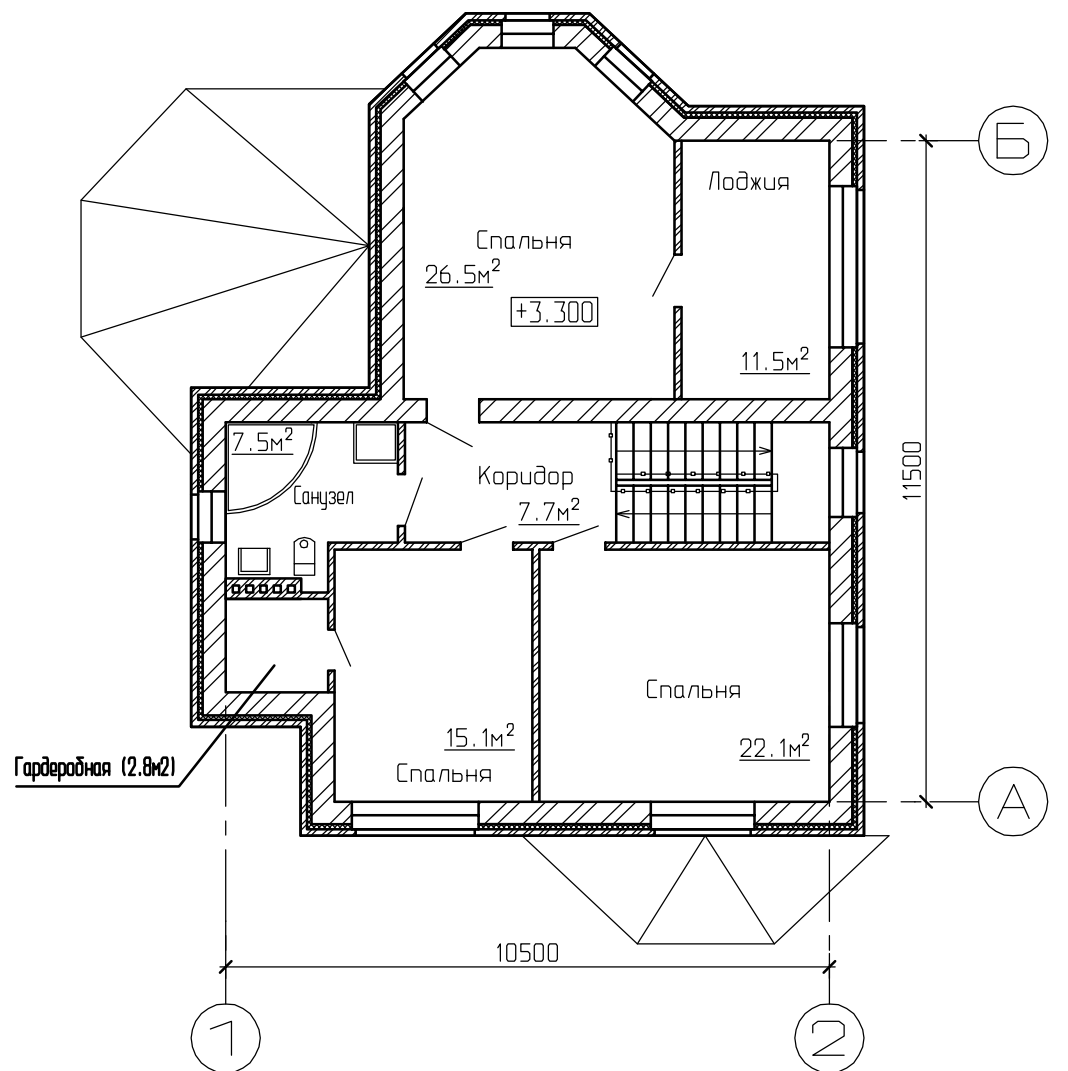 Б
Лоджия
Спальня
26.5м²
+3.300
11.5м²
7.5м²
Санузел
Коридор
7.7м²
11500
Спальня
15.1м²
22.1м²
Гардеробная (2.8м2)
Спальня
А
10500
1
2